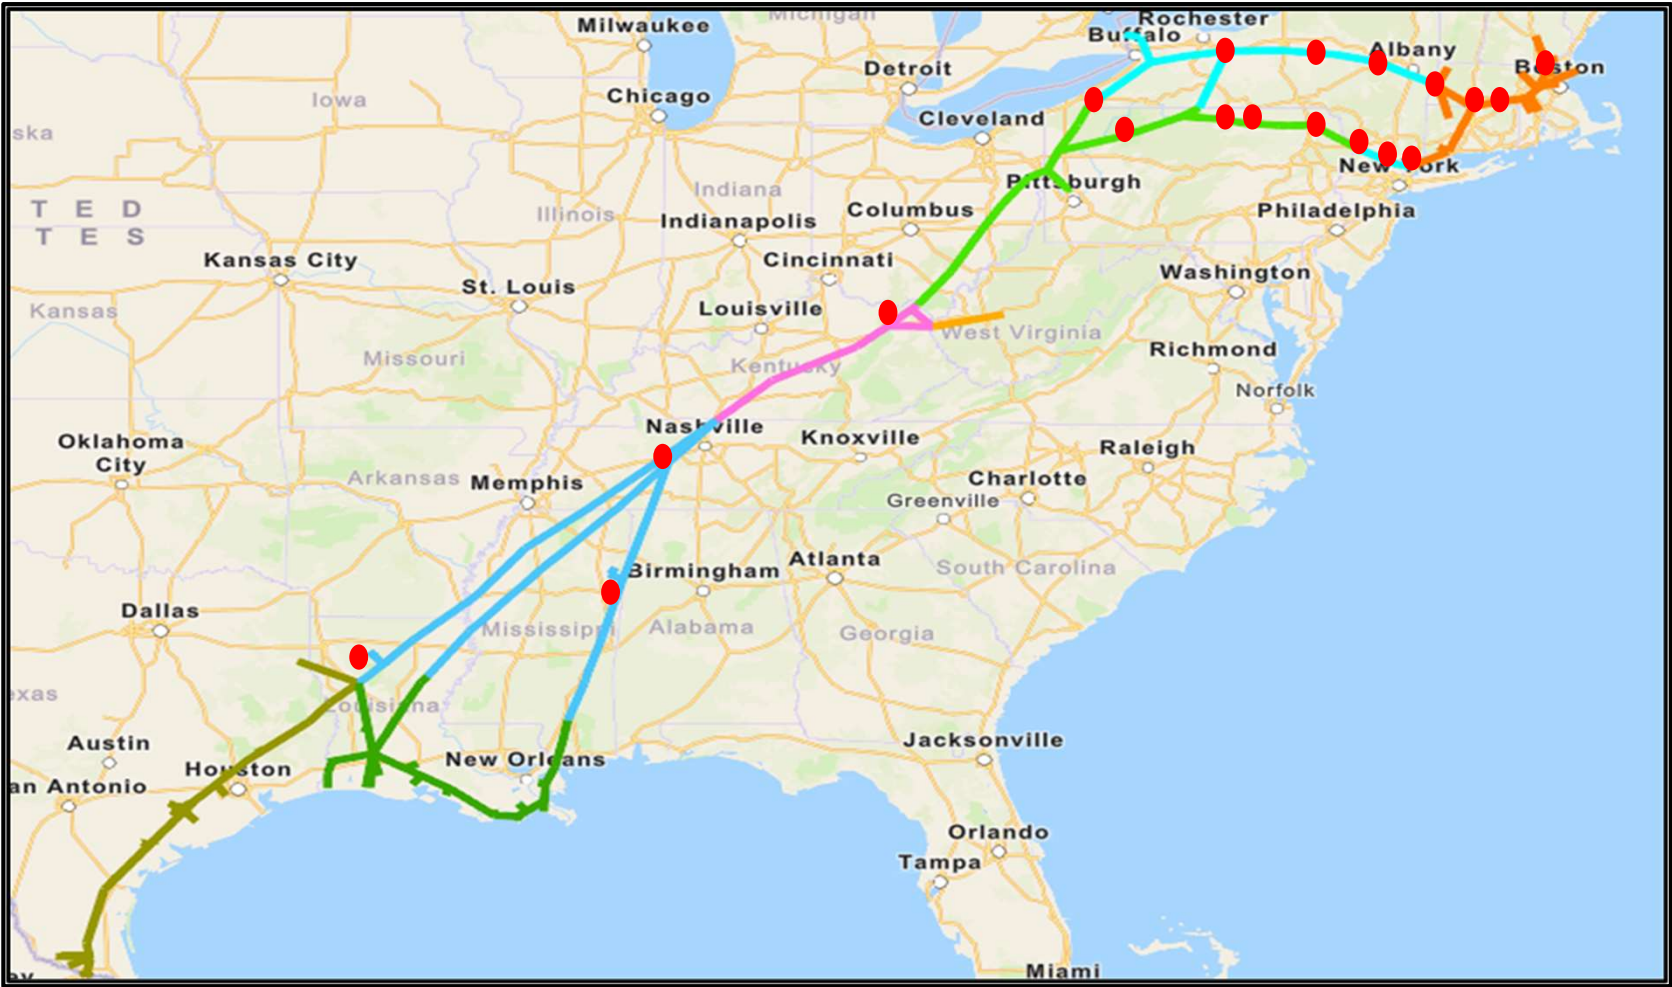 Michigan
Rochester
Milwaukee
Buffalo
Albany
Detroit
Boston
Iowa
Chicago
Cleveland
ska
New York
Pittsburgh
Indiana
T E D
Illinois
Indianapolis
Columbus
Philadelphia
T E S
Kansas City
Cincinnati
Washington
St. Louis
Kansas
Louisville
West Virginia
Missouri
Kentucky
Richmond
Norfolk
Nashville
Knoxville
Oklahoma
City
Raleigh
Arkansas
Memphis
Charlotte
Greenville
Birmingham
Atlanta
South Carolina
Dallas
Mississippi
Alabama
Georgia
exas
Louisiana
Austin
Jacksonville
Houston
New Orleans
an Antonio
Orlando
Tampa
Miami
ey